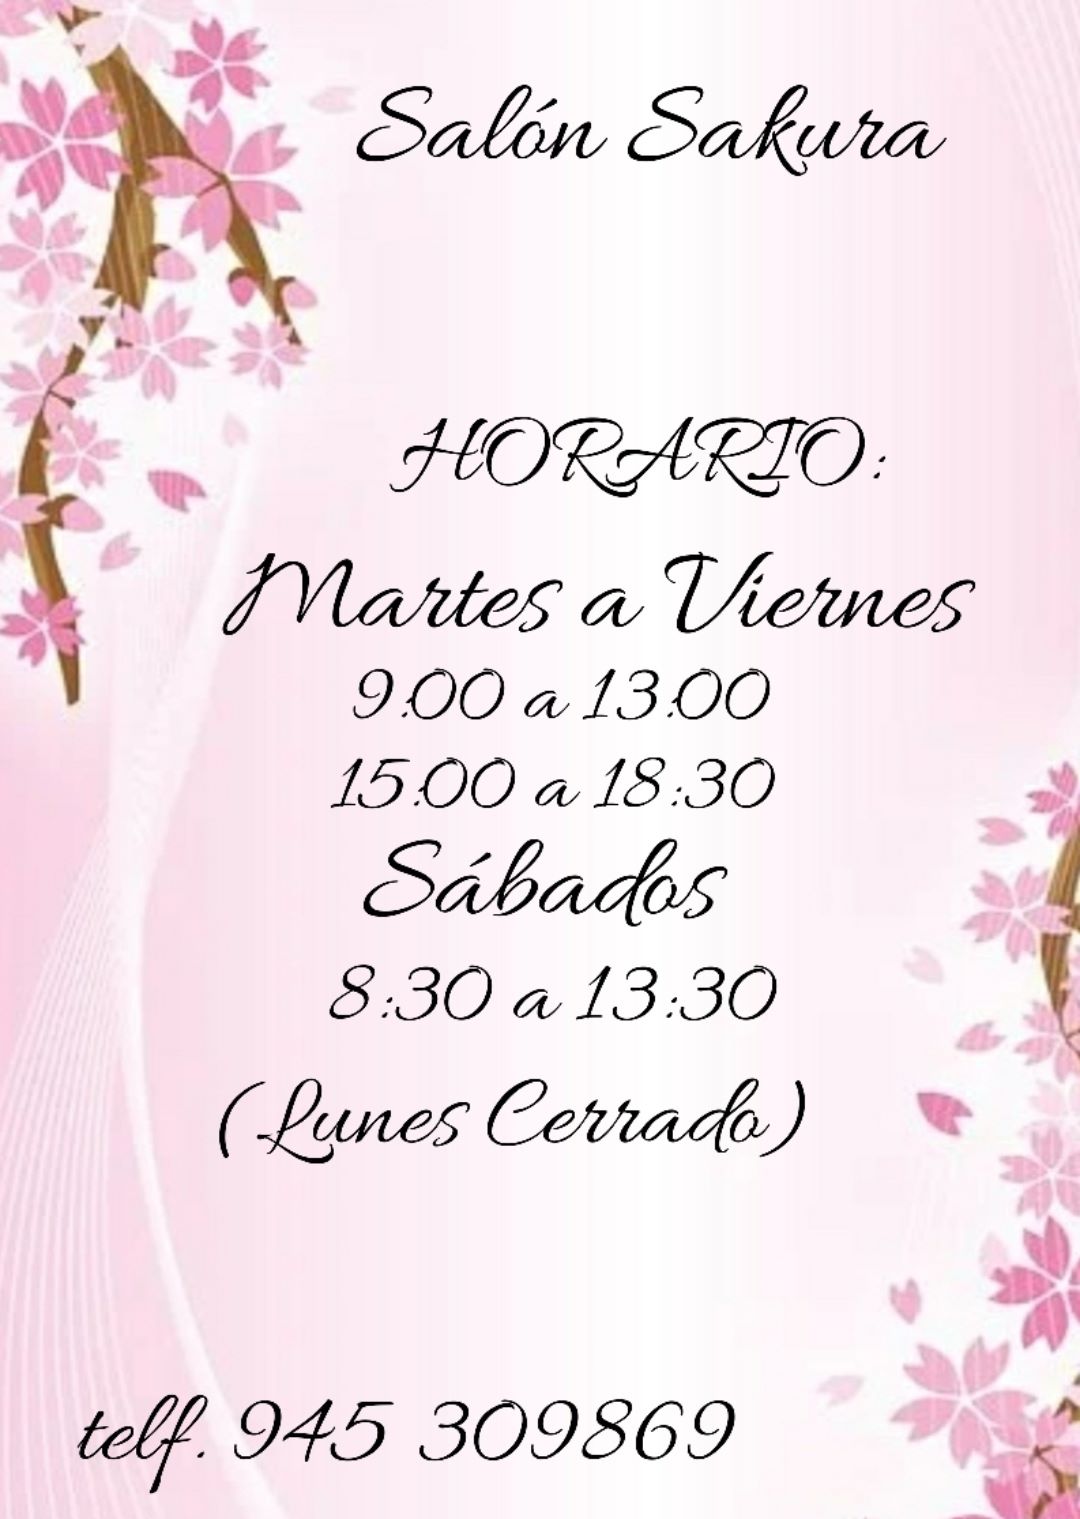 Salón Sakura
HORARIO:
Martes a Viernes
9:00 a 13:00
15:00 a 18:30
Sábados
8:30 a 13:30
(Lunes Cerrado)
telf. 945 309869